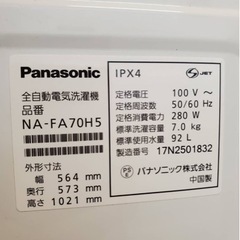 Panasonic
全自動電気洗濯機
品番
NA-FA70H5
外形寸法
幅 564 mm
奥行 573 mm
高さ 1021 mm
IPX4
S JET
定格電圧 100 V～
定格周波数 50/60 Hz
定格消費電力 280 W
標準洗濯容量 7.0 kg
標準使用水量 92 L
製造番号 17N2501832
パナソニック株式会社
中国製